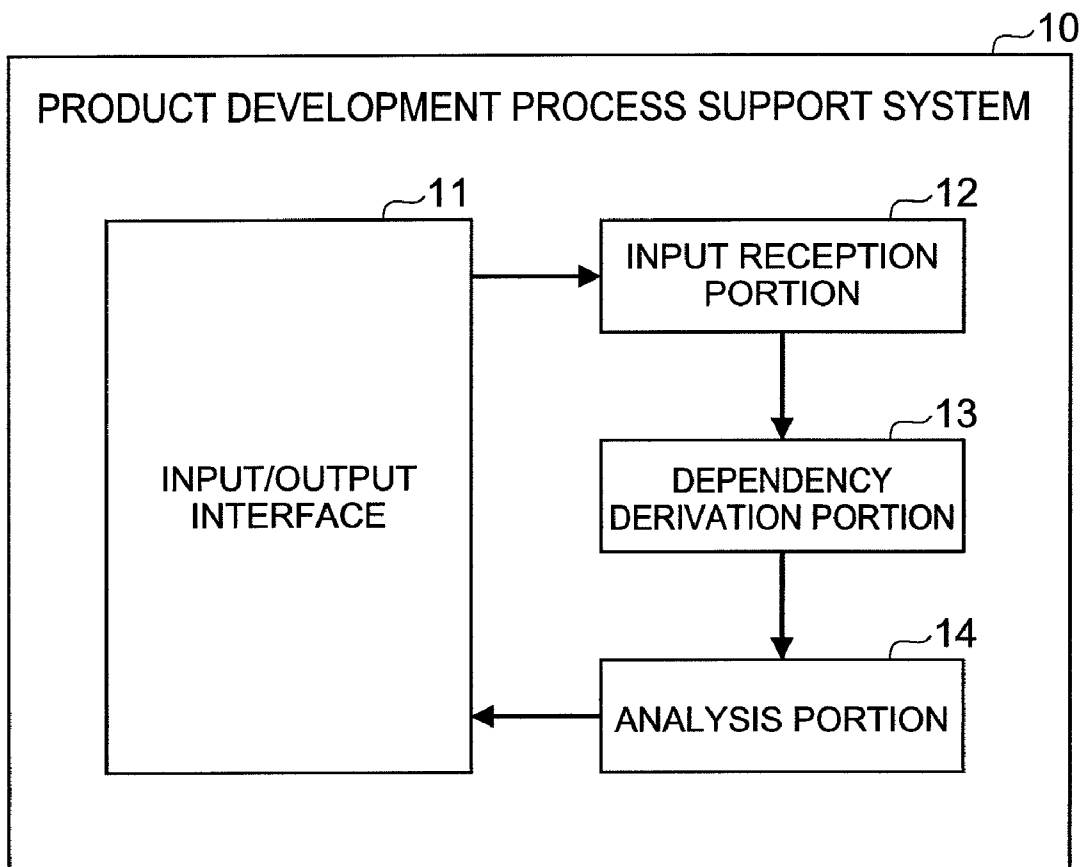 10
PRODUCT DEVELOPMENT PROCESS SUPPORT SYSTEM
11
INPUT/OUTPUT
INTERFACE
12
INPUT RECEPTION
PORTION
13
DEPENDENCY
DERIVATION PORTION
14
ANALYSIS PORTION